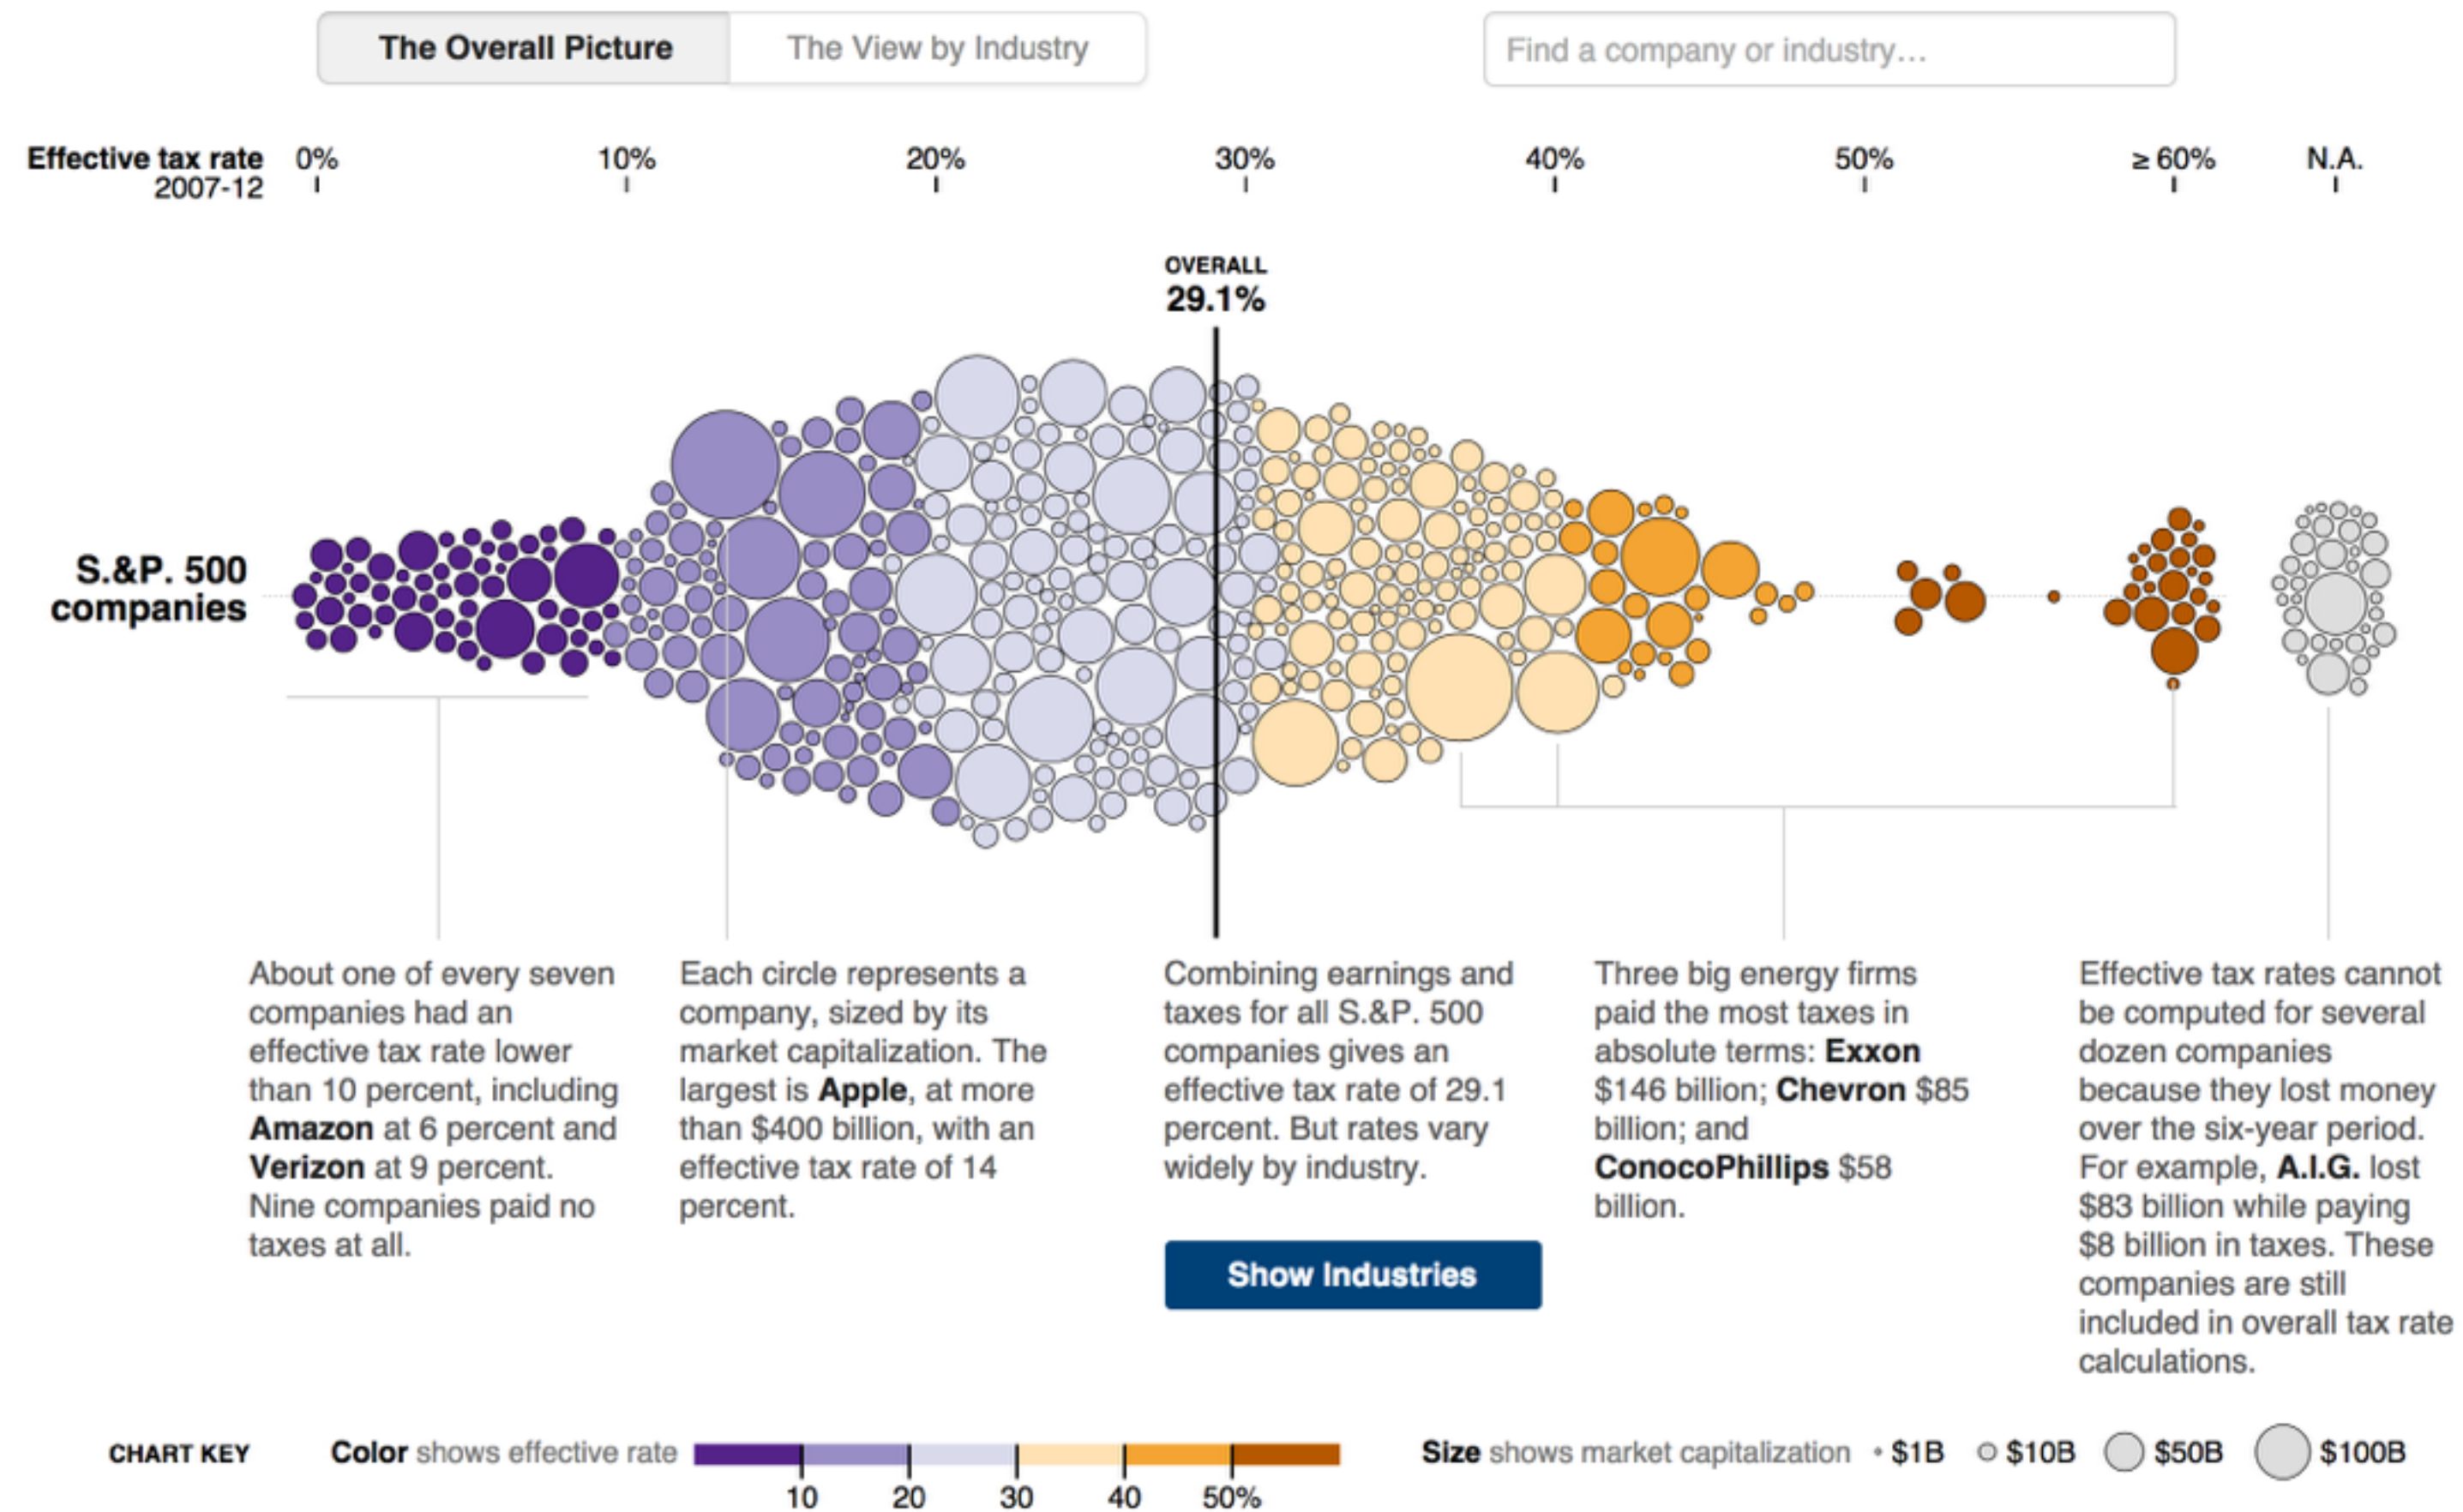 The Overall Picture
The View by Industry
Find a company or industry...
Effective tax rate
2007-12
0%
10%
20%
30%
40%
50%
≥ 60%
N.A.
OVERALL
29.1%
S.&P. 500
companies
About one of every seven
companies had an
effective tax rate lower
than 10 percent, including
Amazon at 6 percent and
Verizon at 9 percent.
Nine companies paid no
taxes at all.
Each circle represents a
company, sized by its
market capitalization. The
largest is Apple, at more
than $400 billion, with an
effective tax rate of 14
percent.
Combining earnings and
taxes for all S.&P. 500
companies gives an
effective tax rate of 29.1
percent. But rates vary
widely by industry.
Show Industries
Three big energy firms
paid the most taxes in
absolute terms: Exxon
$146 billion; Chevron $85
billion; and
ConocoPhillips $58
billion.
Effective tax rates cannot
be computed for several
dozen companies
because they lost money
over the six-year period.
For example, A.I.G. lost
$83 billion while paying
$8 billion in taxes. These
companies are still
included in overall tax rate
calculations.
CHART KEY
Color shows effective rate
10
20
30
40
50%
Size shows market capitalization
$1B
$10B
$50B
$100B